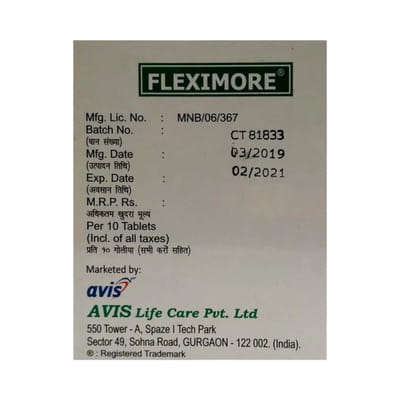 FLEXIMORE®
Mfg. Lic. No. : MNB/06/367
Batch No. : CT 81833
(घान संख्या)
Mfg. Date : 03/2019
(उत्पादन तिथि)
Exp. Date : 02/2021
(अवसान तिथि)
M.R.P. Rs. :
अधिकतम खुदरा मूल्य
Per 10 Tablets
(Incl. of all taxes)
प्रति १० गोलीया (सभी करों सहित)
Marketed by:
avis
AVIS Life Care Pvt. Ltd
550 Tower - A, Spaze I Tech Park
Sector 49, Sohna Road, GURGAON - 122 002. (India).
® : Registered Trademark